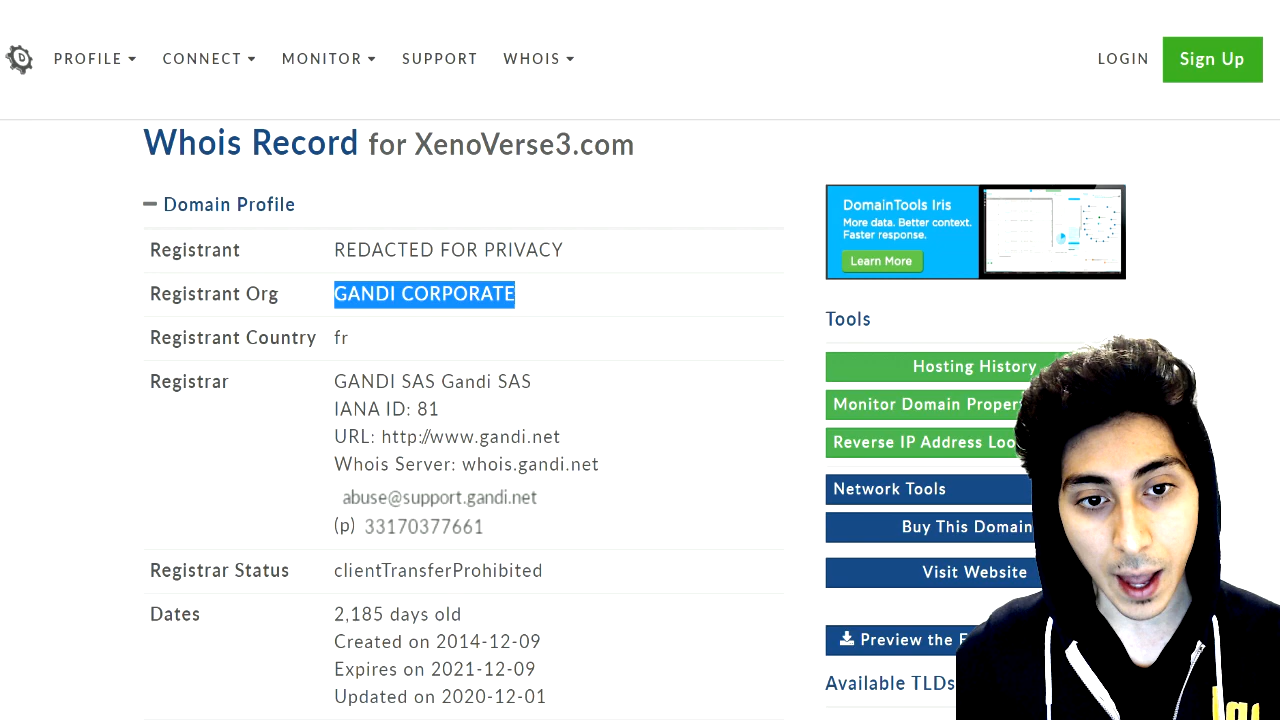 PROFILE CONNECT MONITOR SUPPORT WHOIS LOGIN Sign Up
Whois Record for XenoVerse3.com
Domain Profile
Registrant REDACTED FOR PRIVACY
Registrant Org GANDI CORPORATE
Registrant Country fr
Registrar GANDI SAS Gandi SAS
IANA ID: 81
URL: http://www.gandi.net
Whois Server: whois.gandi.net
abuse@support.gandi.net
(p) 33170377661
Registrar Status clientTransferProhibited
Dates 2,185 days old
Created on 2014-12-09
Expires on 2021-12-09
Updated on 2020-12-01
DomainTools Iris
More data. Better context.
Faster response.
Learn More
Tools
Hosting History
Monitor Domain
Reverse IP Address
Network Tools
Buy This Domain
Visit Website
Preview the
Available TLDs